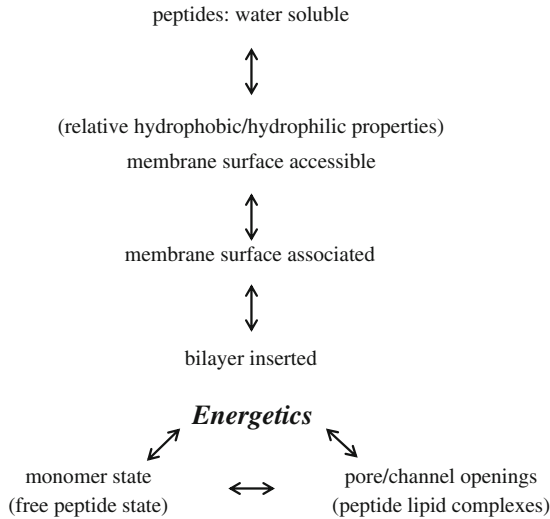 peptides: water soluble
(relative hydrophobic/hydrophilic properties)
membrane surface accessible
membrane surface associated
bilayer inserted
Energetics
monomer state
(free peptide state)
pore/channel openings
(peptide lipid complexes)